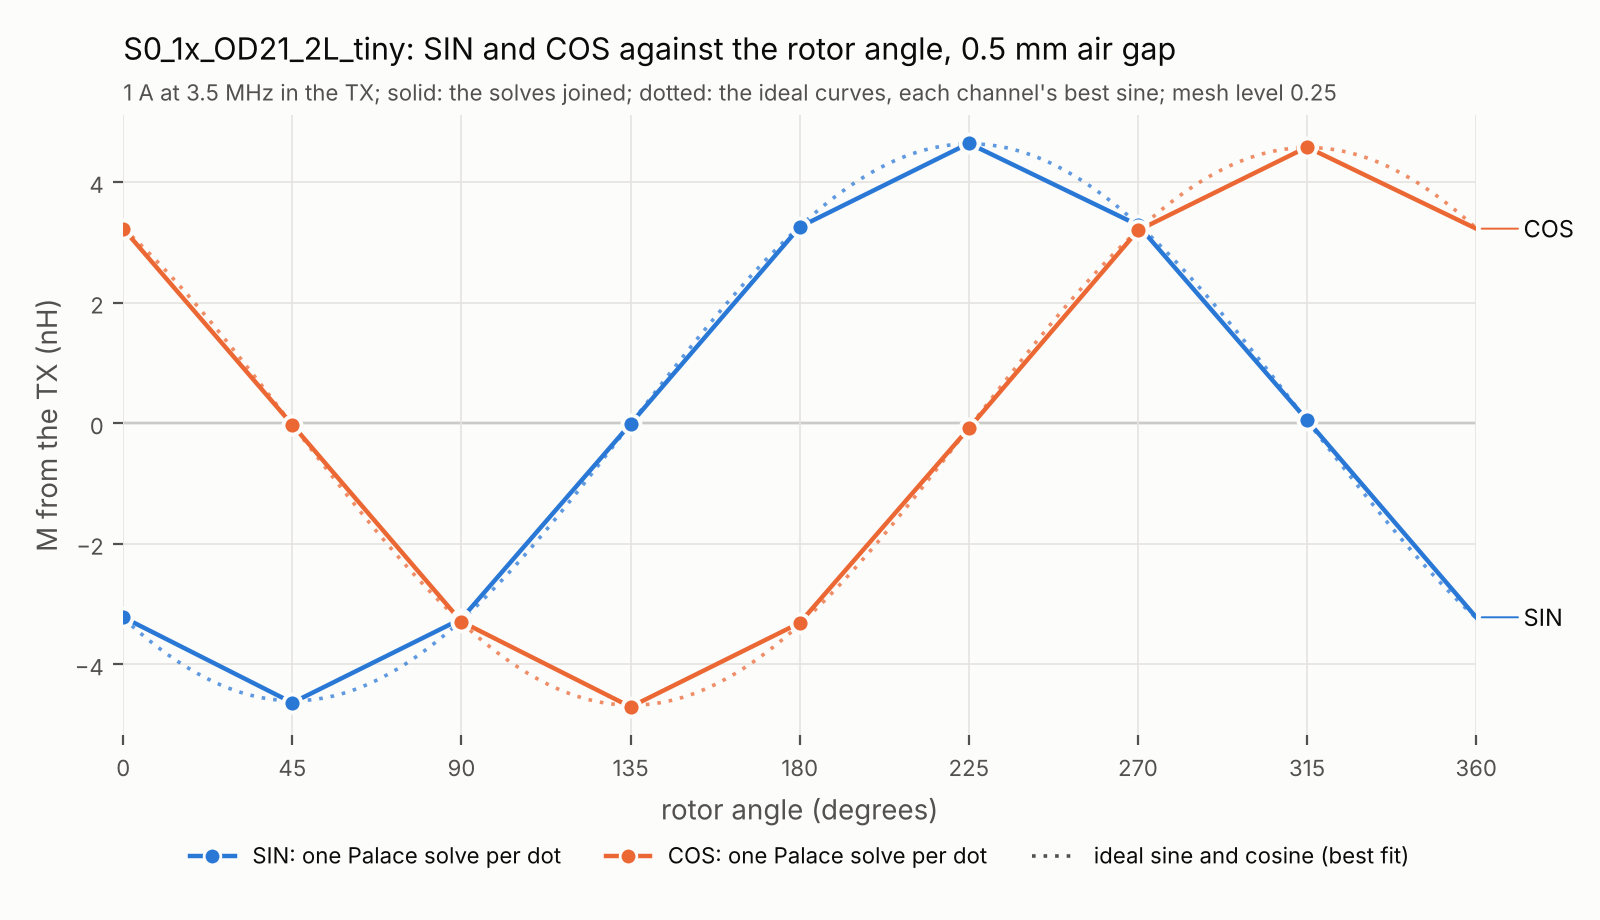 S0_1x_OD21_2L_tiny: SIN and COS against the rotor angle, 0.5 mm air gap
1 A at 3.5 MHz in the TX; solid: the solves joined; dotted: the ideal curves, each channel's best sine; mesh level 0.25
M from the TX (nH)
4
2
0
−2
−4
COS
SIN
0 45 90 135 180 225 270 315 360
rotor angle (degrees)
SIN: one Palace solve per dot COS: one Palace solve per dot ideal sine and cosine (best fit)